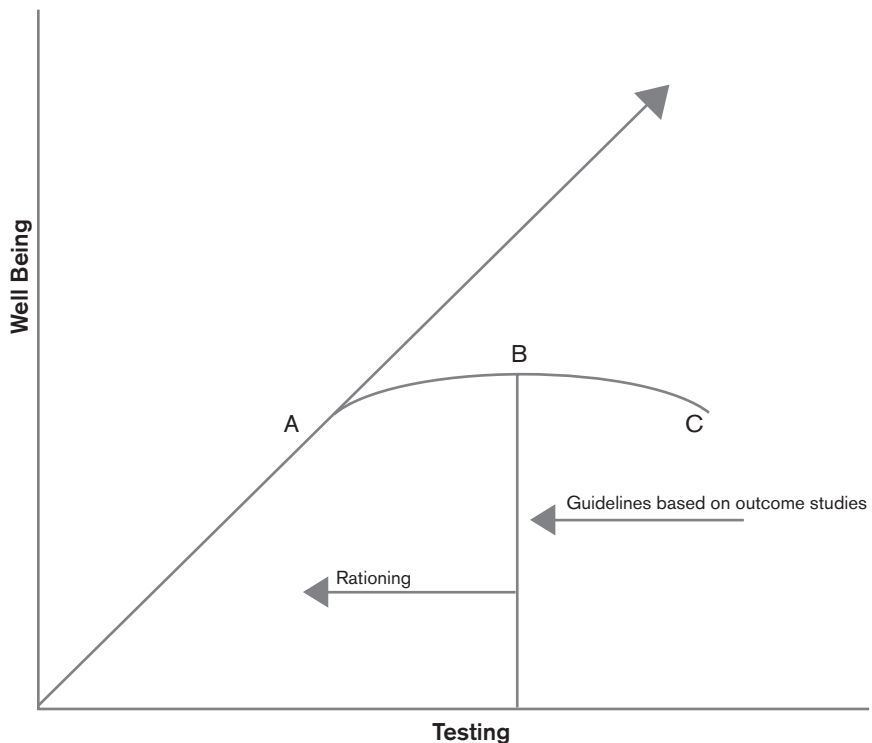 Well Being
B
A
C
Guidelines based on outcome studies
Rationing
Testing